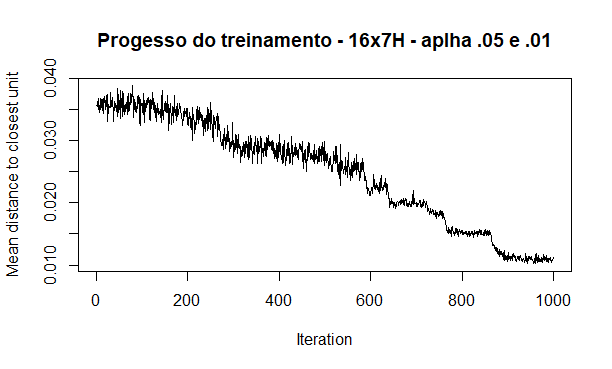 Progesso do treinamento - 16x7H - aplha .05 e .01
Mean distance to closest unit
0.040
0.030
0.020
0.010
0 200 400 600 800 1000
Iteration